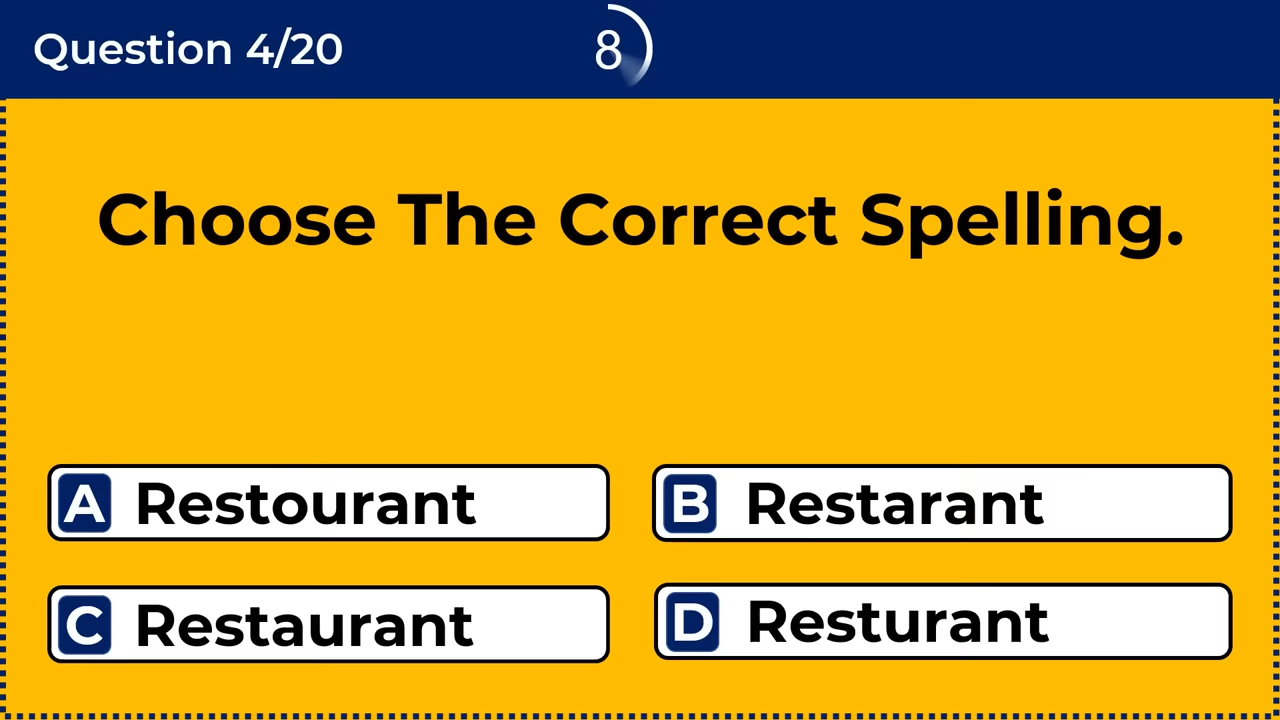 Question 4/20
8
Choose The Correct Spelling.
A Restourant
B Restarant
C Restaurant
D Resturant